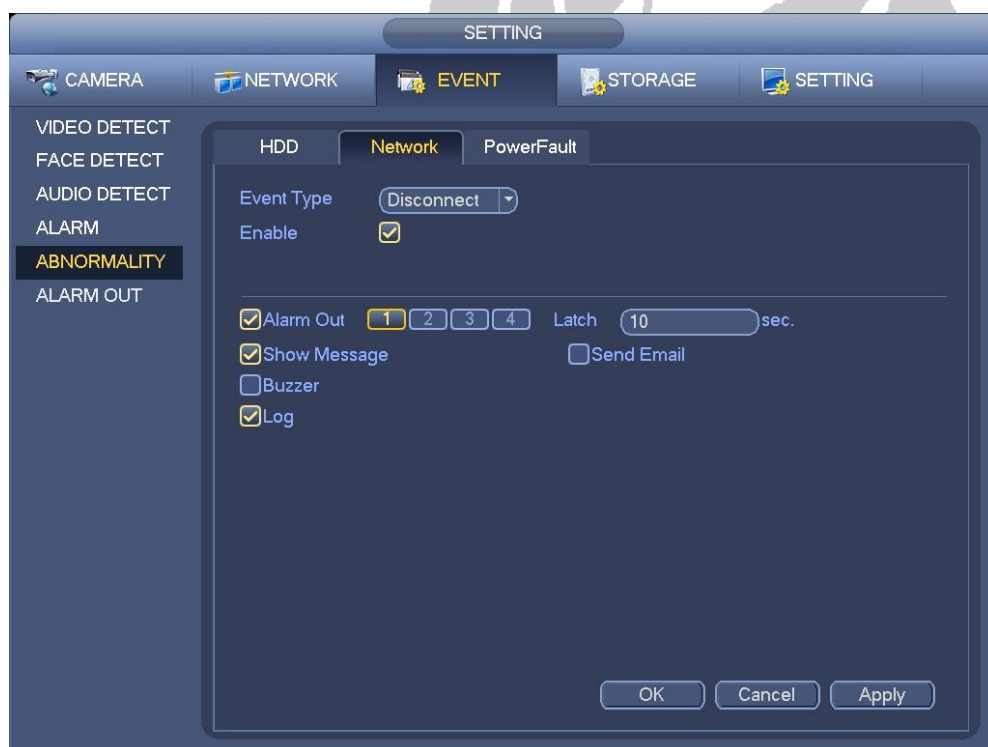 SETTING
CAMERA NETWORK EVENT STORAGE SETTING
VIDEO DETECT
FACE DETECT
AUDIO DETECT
ALARM
ABNORMALITY
ALARM OUT
HDD Network PowerFault
Event Type Disconnect
Enable
Alarm Out 1 2 3 4 Latch 10 sec.
Show Message Send Email
Buzzer
Log
OK Cancel Apply